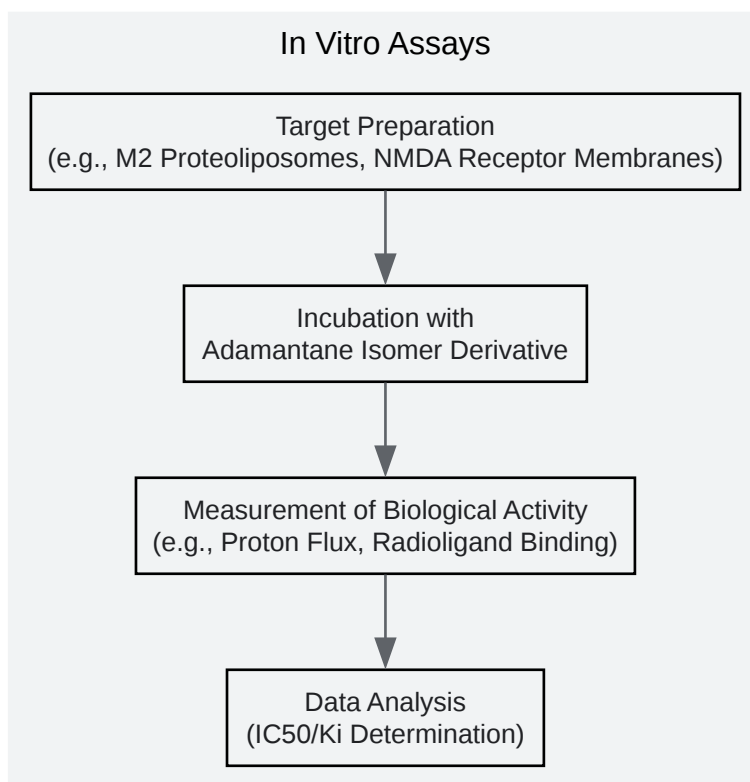 In Vitro Assays
Target Preparation
(e.g., M2 Proteoliposomes, NMDA Receptor Membranes)
Incubation with
Adamantane Isomer Derivative
Measurement of Biological Activity
(e.g., Proton Flux, Radioligand Binding)
Data Analysis
(IC50/Ki Determination)